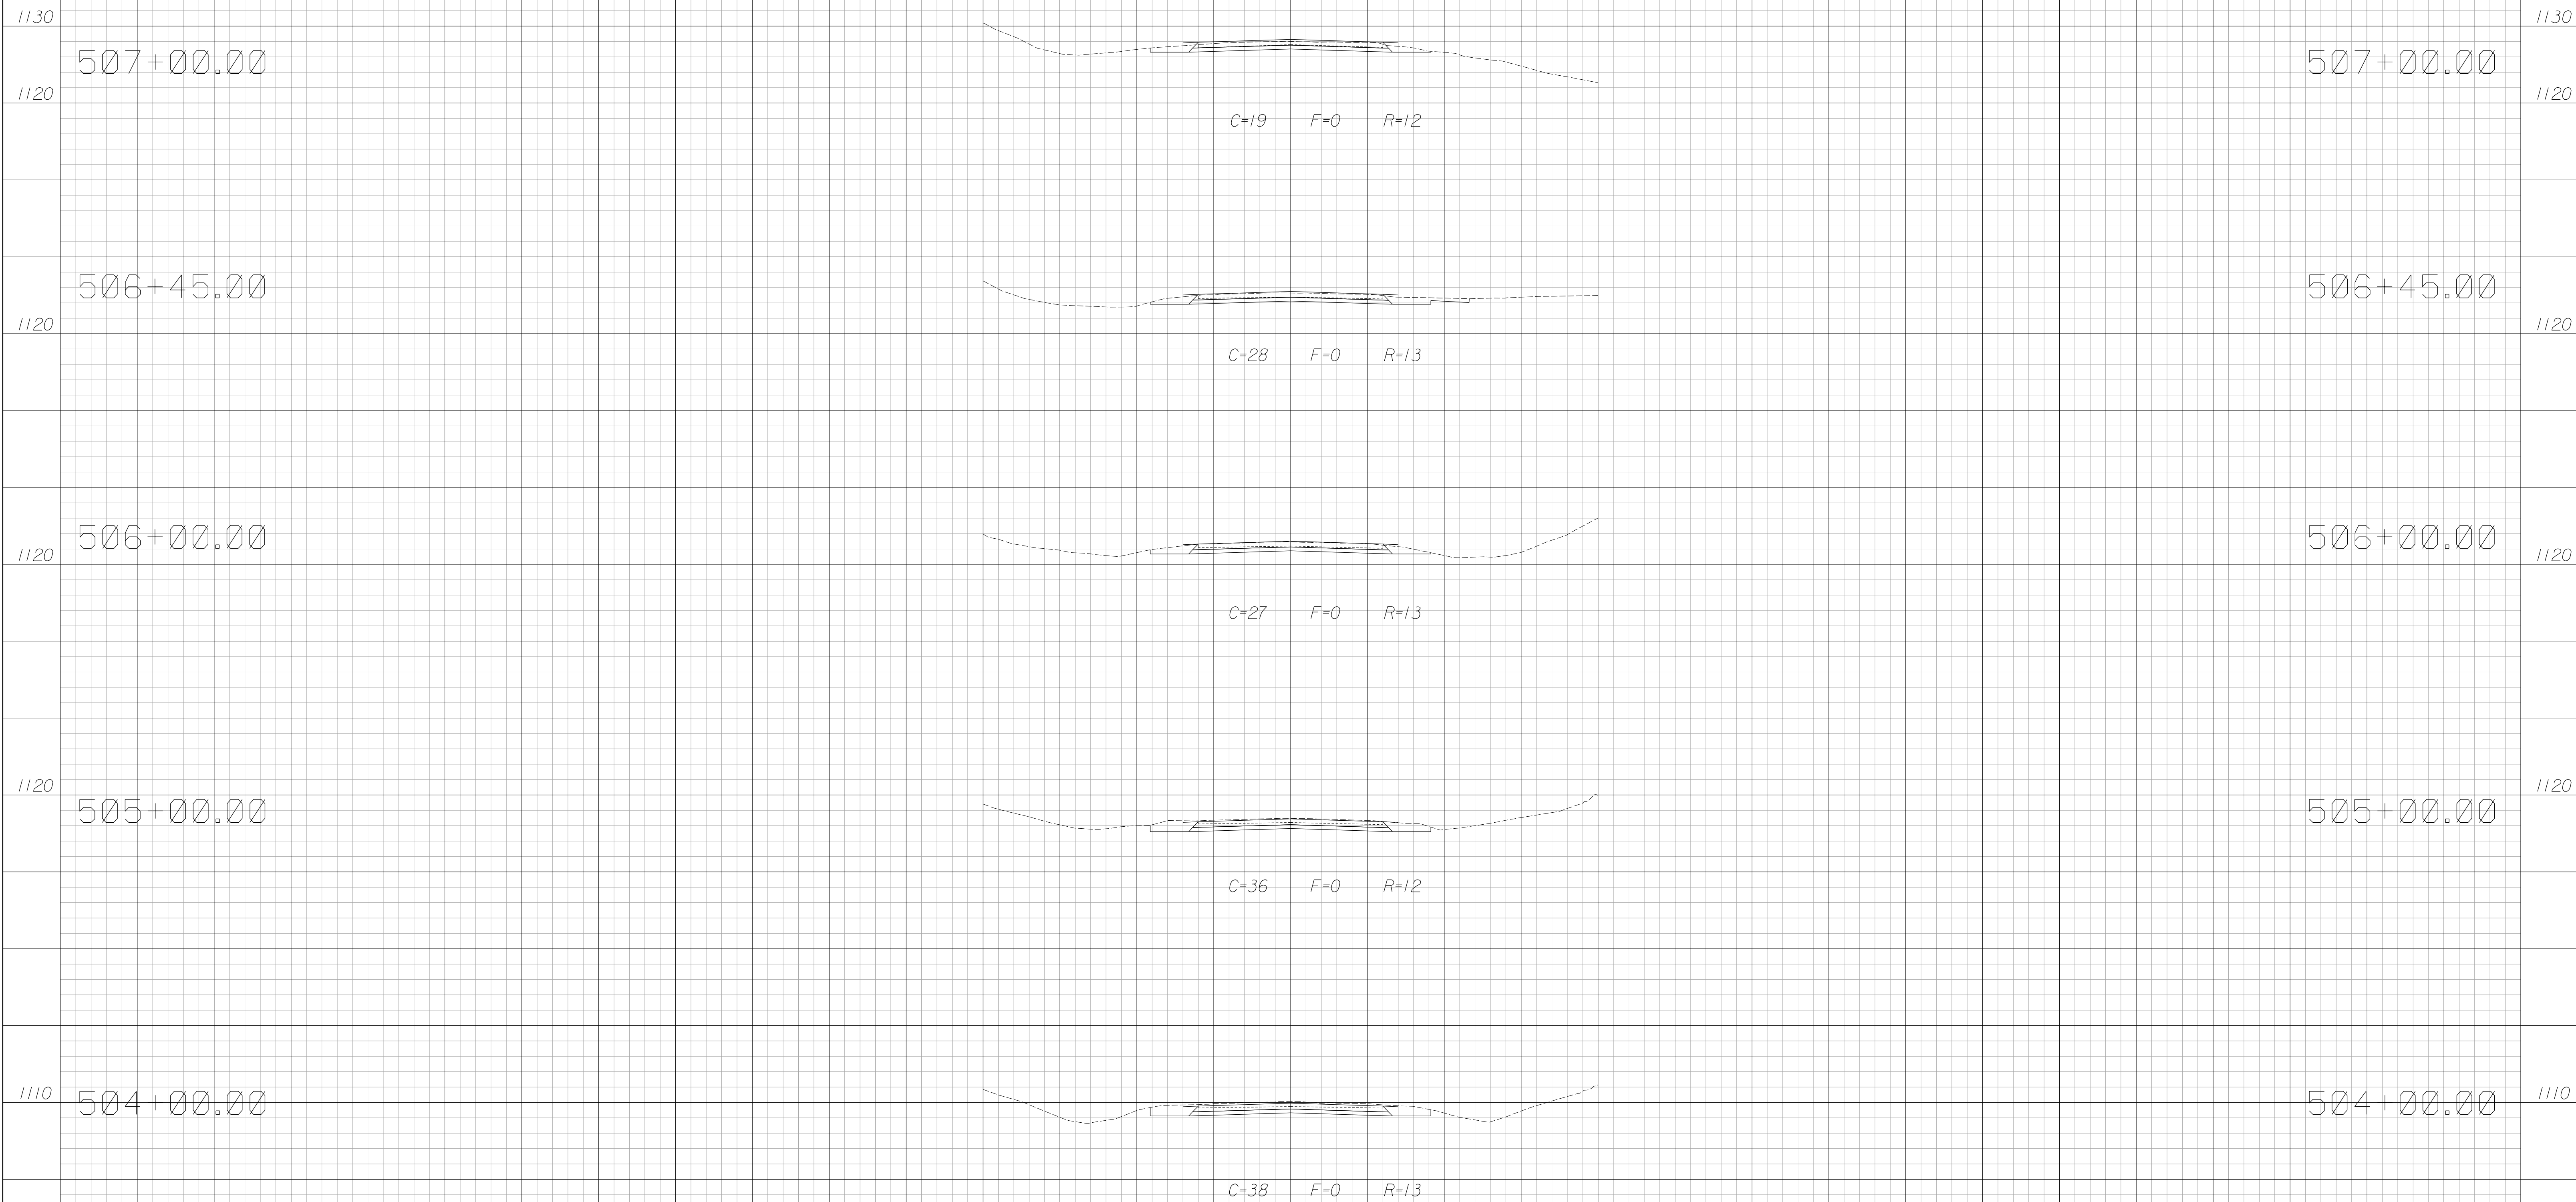 1130 1130
507+00.00 507+00.00
1120 1120
C=19 F=0 R=12
506+45.00 506+45.00
1120 1120
C=28 F=0 R=13
506+00.00 506+00.00
1120 1120
C=27 F=0 R=13
1120 1120
505+00.00 505+00.00
C=36 F=0 R=12
1110 1110
504+00.00 504+00.00
C=38 F=0 R=13